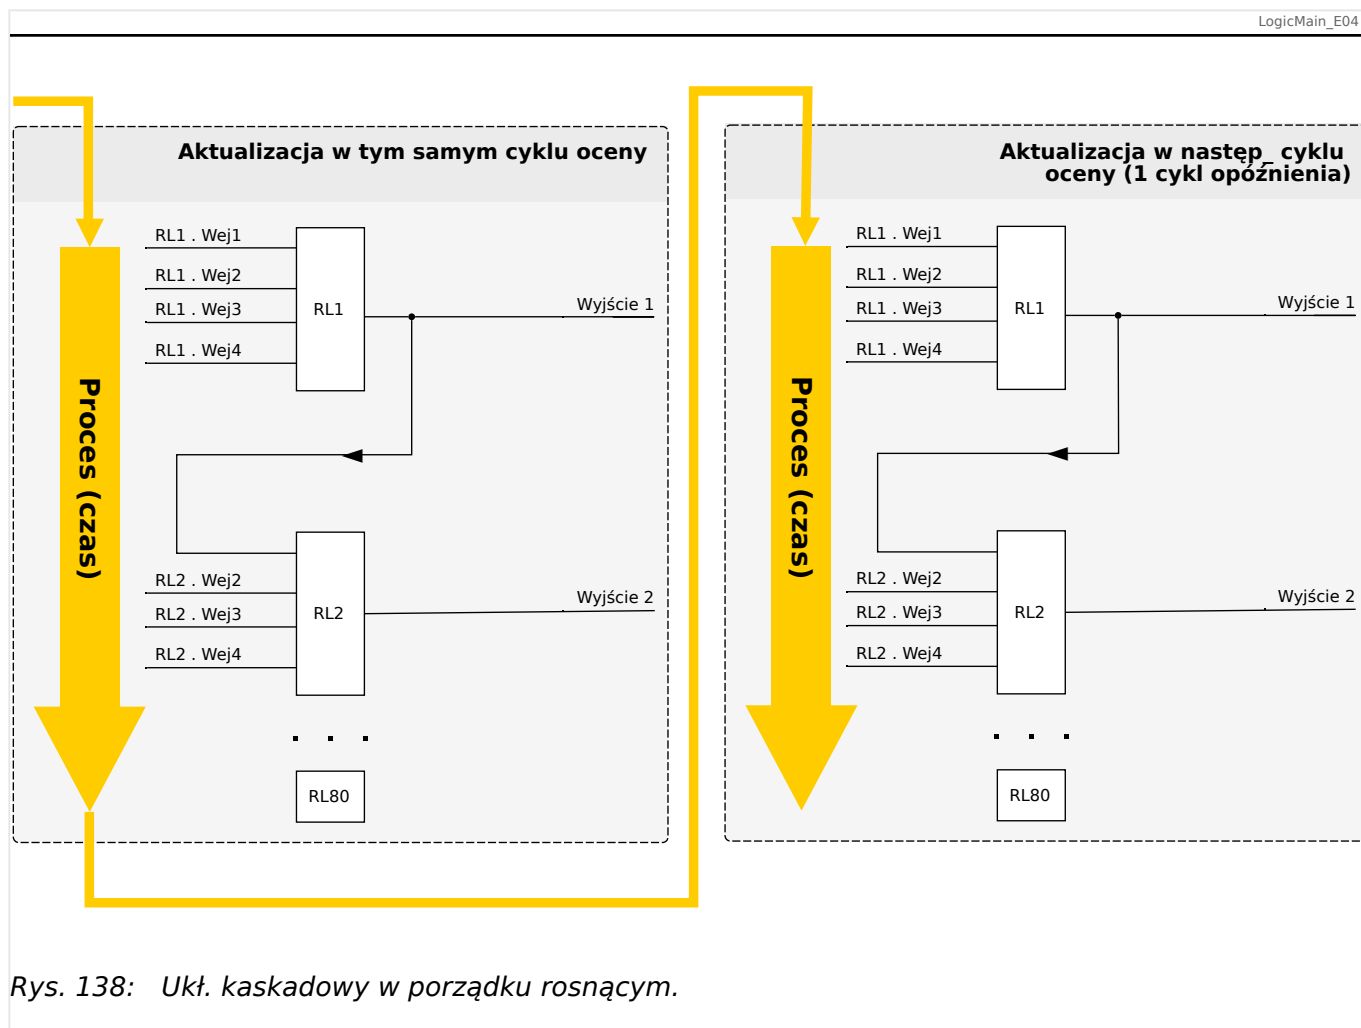 LogicMain_E04
Aktualizacja w tym samym cyklu oceny
RL1 . Wej1
RL1 . Wej2
RL1 . Wej3
RL1 . Wej4
RL1
Wyjście 1
Proces (czas)
RL2 . Wej2
RL2 . Wej3
RL2 . Wej4
RL2
Wyjście 2
. . .
RL80
Aktualizacja w następ_ cyklu
oceny (1 cykl opóźnienia)
RL1 . Wej1
RL1 . Wej2
RL1 . Wej3
RL1 . Wej4
RL1
Wyjście 1
Proces (czas)
RL2 . Wej2
RL2 . Wej3
RL2 . Wej4
RL2
Wyjście 2
. . .
RL80
Rys. 138: Ukł. kaskadowy w porządku rosnącym.